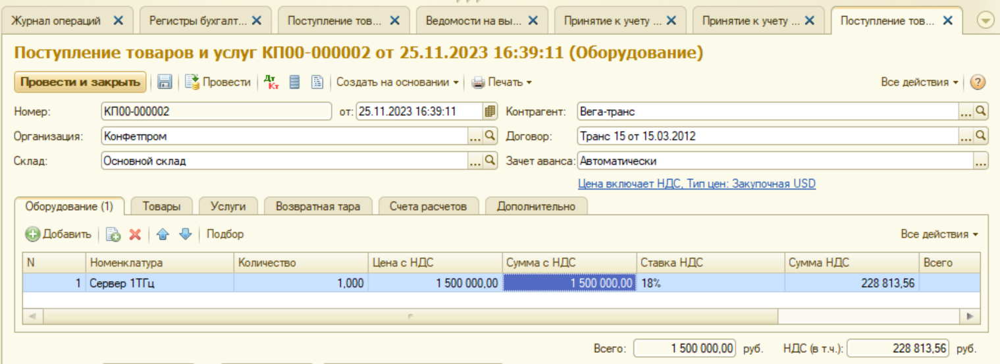 Журнал операций Регистры бухгалт... Поступление тов... Ведомости на вы... Принятие к учету ... Принятие к учету ... Поступление тов...
Поступление товаров и услуг КП00-000002 от 25.11.2023 16:39:11 (Оборудование)
Провести и закрыть Провести Дт Кт Создать на основании Печать Все действия ?
Номер: КП00-000002 от: 25.11.2023 16:39:11 Контрагент: Вега-транс ...
Организация: Конфетпром ... Договор: Транс 15 от 15.03.2012 ...
Склад: Основной склад ... Зачет аванса: Автоматически ...
Цена включает НДС, Тип цен: Закупочная USD
Оборудование (1) Товары Услуги Возвратная тара Счета расчетов Дополнительно
Добавить Подбор Все действия
N Номенклатура Количество Цена с НДС Сумма с НДС Ставка НДС Сумма НДС Всего
1 Сервер 1ТГц 1,000 1 500 000,00 1 500 000,00 18% 228 813,56
Всего: 1 500 000,00 руб. НДС (в т.ч.): 228 813,56 руб.